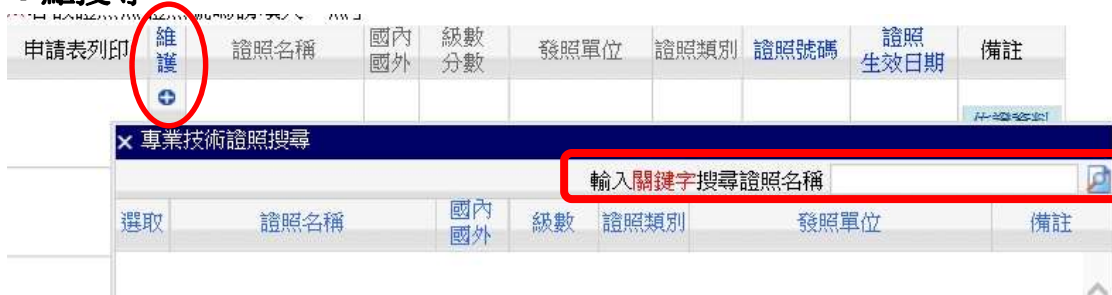 申請表列印 維護 證照名稱 國內國外 級數分數 發照單位 證照類別 證照號碼 證照生效日期 備註
佐證資料
× 專業技術證照搜尋
輸入關鍵字搜尋證照名稱
選取 證照名稱 國內國外 級數 證照類別 發照單位 備註